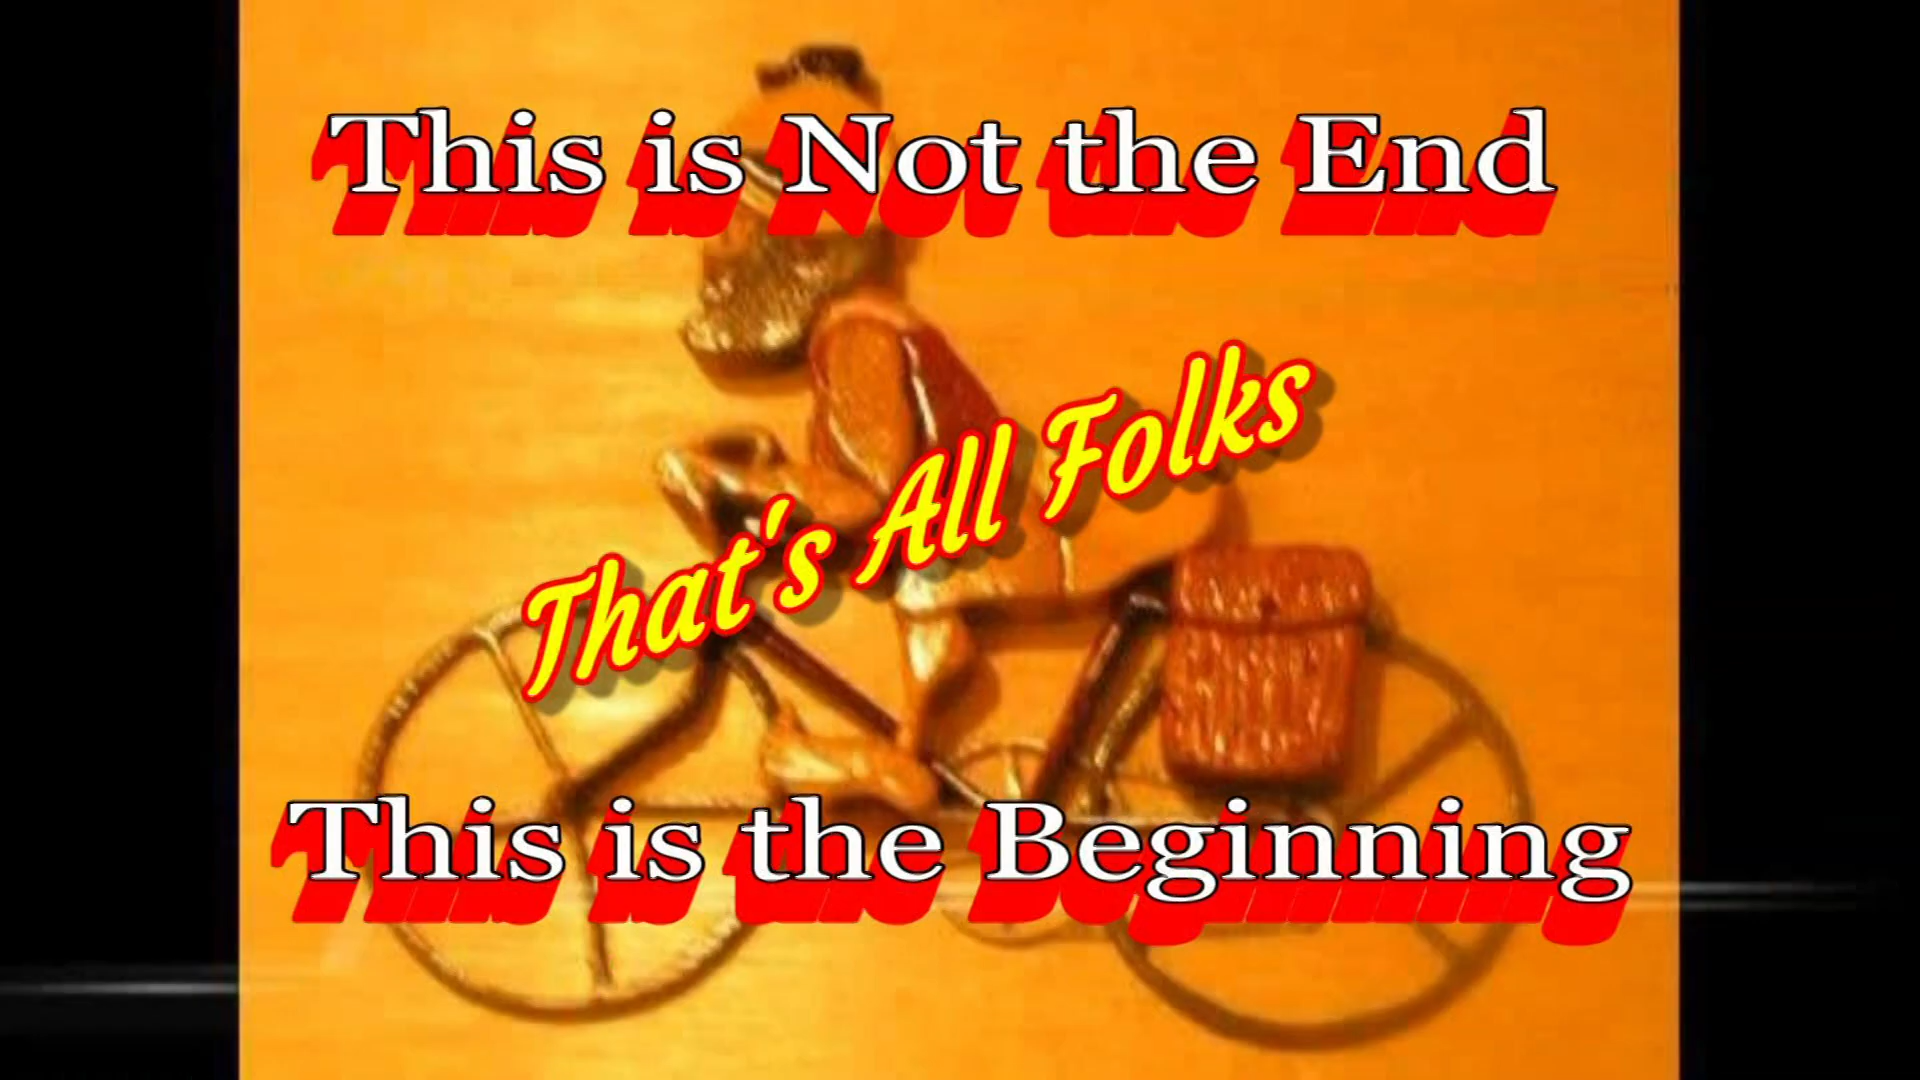 This is Not the End
That's All Folks
This is the Beginning